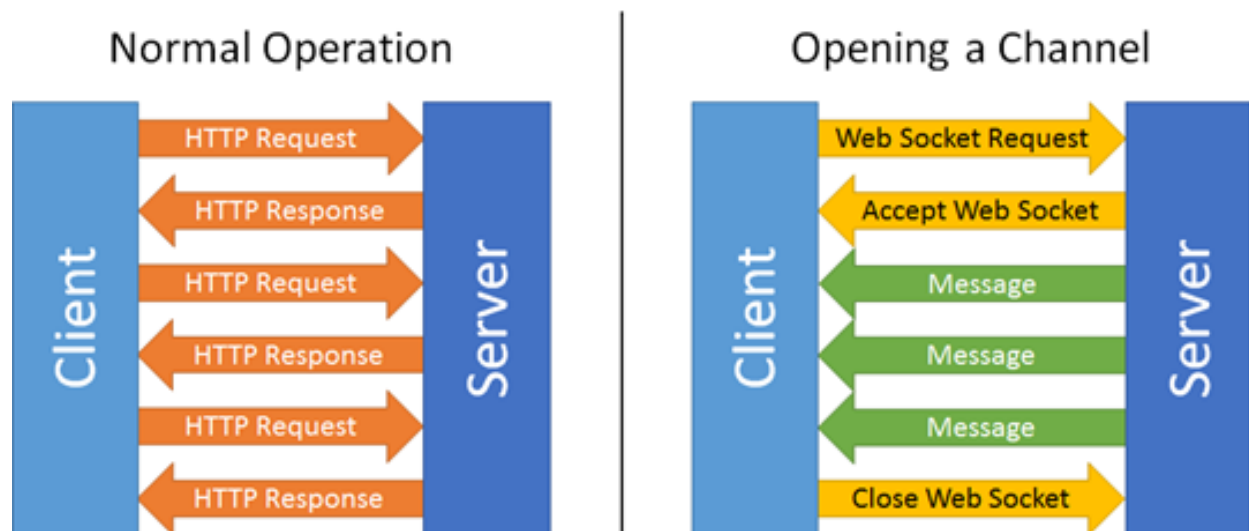 Normal Operation
Client
HTTP Request
HTTP Response
HTTP Request
HTTP Response
HTTP Request
HTTP Response
Server
Opening a Channel
Client
Web Socket Request
Accept Web Socket
Message
Message
Message
Close Web Socket
Server